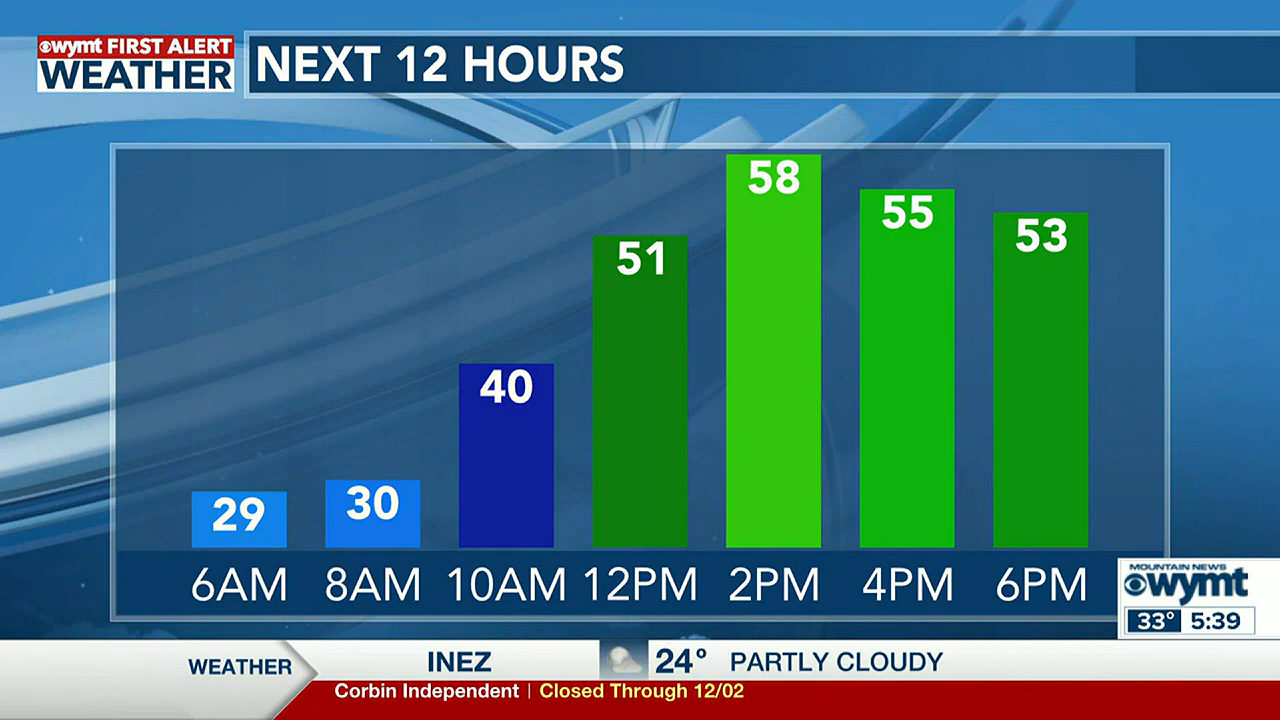 wymt FIRST ALERT
WEATHER
NEXT 12 HOURS
29
30
40
51
58
55
53
6AM
8AM
10AM
12PM
2PM
4PM
6PM
MOUNTAIN NEWS
wymt
33° 5:39
WEATHER
INEZ
24° PARTLY CLOUDY
Corbin Independent | Closed Through 12/02